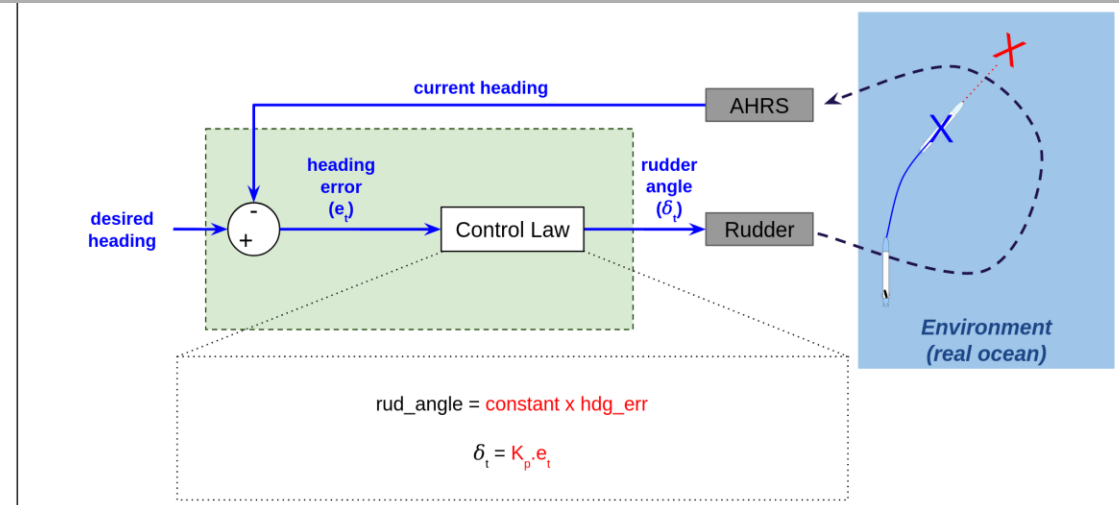 current heading
AHRS
heading
error
(eₜ)
rudder
angle
(δₜ)
desired
heading
-
+
Control Law
Rudder
X
X
Environment
(real ocean)
rud_angle = constant x hdg_err
δₜ = Kₚ.eₜ